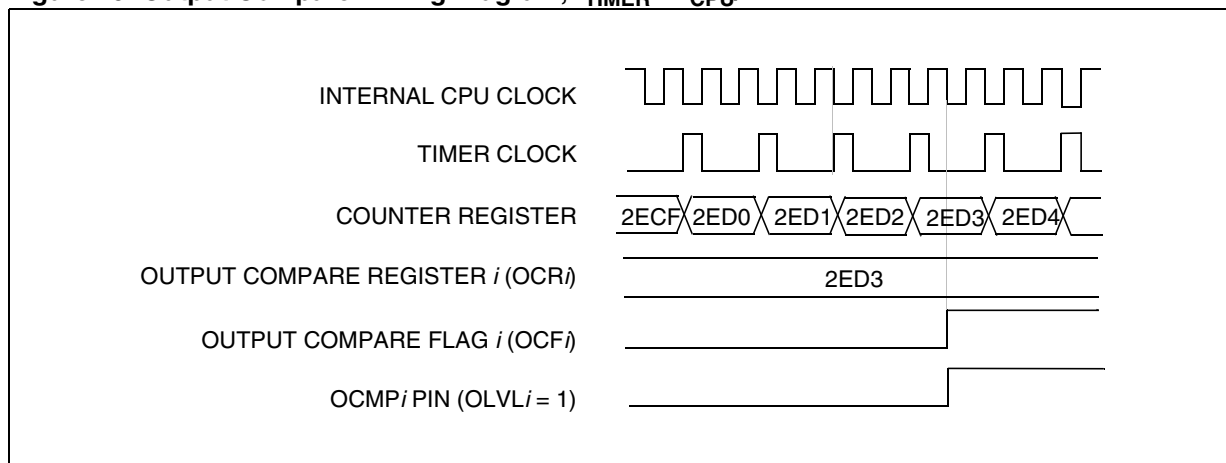 INTERNAL CPU CLOCK
TIMER CLOCK
COUNTER REGISTER 2ECF 2ED0 2ED1 2ED2 2ED3 2ED4
OUTPUT COMPARE REGISTER i (OCRi) 2ED3
OUTPUT COMPARE FLAG i (OCFi)
OCMPi PIN (OLVLi = 1)